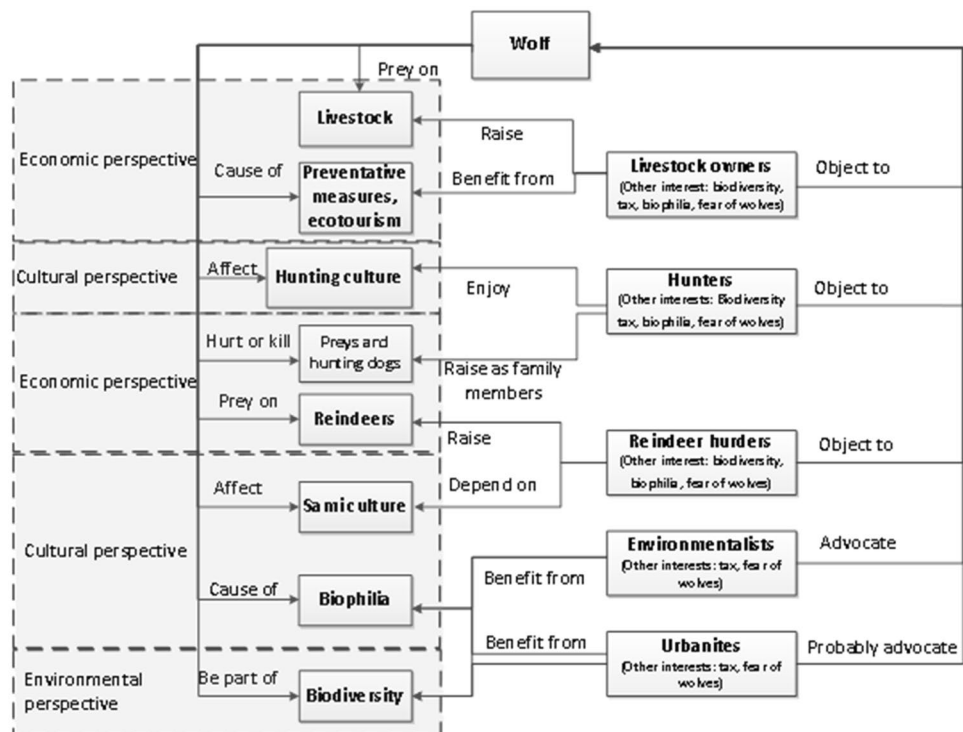 Wolf
Prey on
Livestock
Economic perspective
Cause of
Preventative
measures,
ecotourism
Raise
Benefit from
Livestock owners
(Other interest: biodiversity,
tax, biophilia, fear of wolves)
Object to
Cultural perspective
Affect
Hunting culture
Enjoy
Hunters
(Other interests: Biodiversity
tax, biophilia, fear of wolves)
Object to
Economic perspective
Hurt or kill
Preys and
hunting dogs
Raise as family
members
Prey on
Reindeers
Raise
Reindeer hurders
(Other interest: biodiversity,
biophilia, fear of wolves)
Object to
Cultural perspective
Affect
Sami culture
Depend on
Environmentalists
(Other interests: tax, fear of
wolves)
Advocate
Cause of
Biophilia
Benefit from
Benefit from
Urbanites
(Other interests: tax, fear of
wolves)
Probably advocate
Environmental
perspective
Be part of
Biodiversity